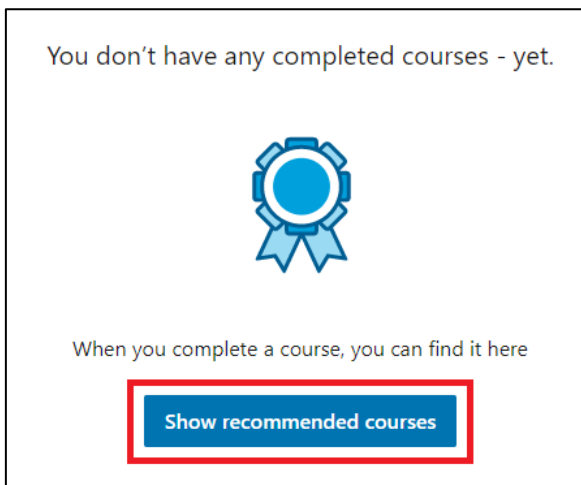 You don’t have any completed courses - yet.
When you complete a course, you can find it here
Show recommended courses